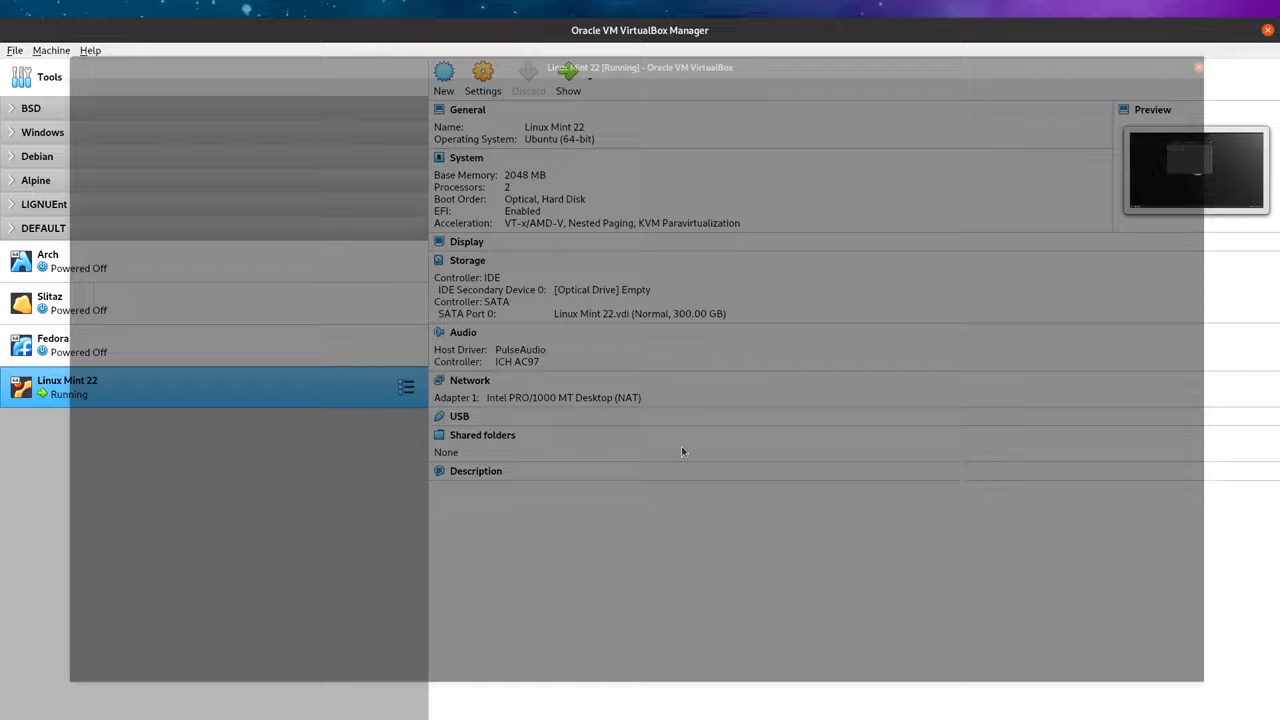 Oracle VM VirtualBox Manager
File Machine Help
Linux Mint 22 [Running] - Oracle VM VirtualBox
Tools
New Settings Discard Show
BSD
Windows
Debian
Alpine
LIGNUEnt
DEFAULT
Arch
Powered Off
Slitaz
Powered Off
Fedora
Powered Off
Linux Mint 22
Running
General
Name: Linux Mint 22
Operating System: Ubuntu (64-bit)
System
Base Memory: 2048 MB
Processors: 2
Boot Order: Optical, Hard Disk
EFI: Enabled
Acceleration: VT-x/AMD-V, Nested Paging, KVM Paravirtualization
Display
Storage
Controller: IDE
IDE Secondary Device 0: [Optical Drive] Empty
Controller: SATA
SATA Port 0: Linux Mint 22.vdi (Normal, 300.00 GB)
Audio
Host Driver: PulseAudio
Controller: ICH AC97
Network
Adapter 1: Intel PRO/1000 MT Desktop (NAT)
USB
Shared folders
None
Description
Preview